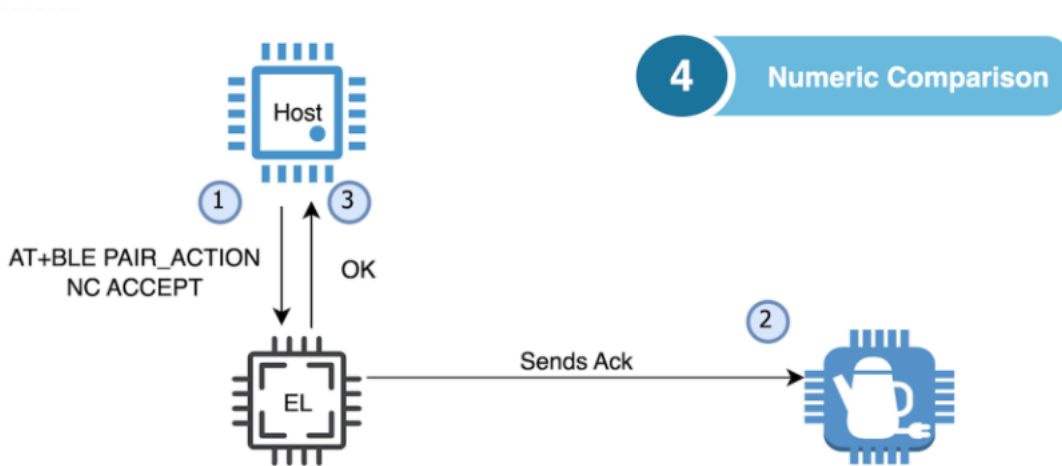 4
Numeric Comparison
Host
1
3
AT+BLE PAIR_ACTION
NC ACCEPT
OK
2
Sends Ack
EL